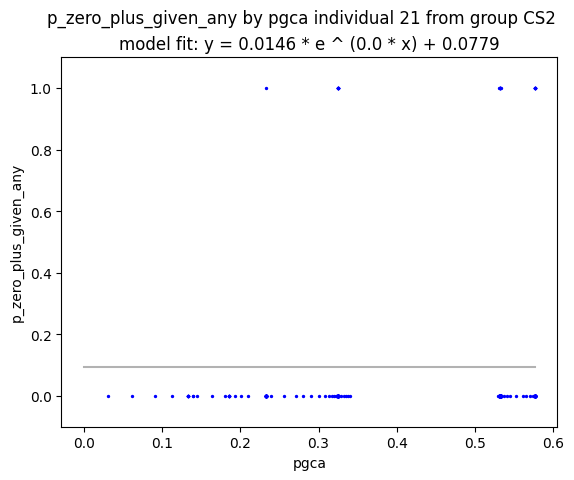 p_zero_plus_given_any by pgca individual 21 from group CS2
model fit: y = 0.0146 * e ^ (0.0 * x) + 0.0779
1.0
0.8
0.6
0.4
0.2
0.0
p_zero_plus_given_any
0.0 0.1 0.2 0.3 0.4 0.5 0.6
pgca